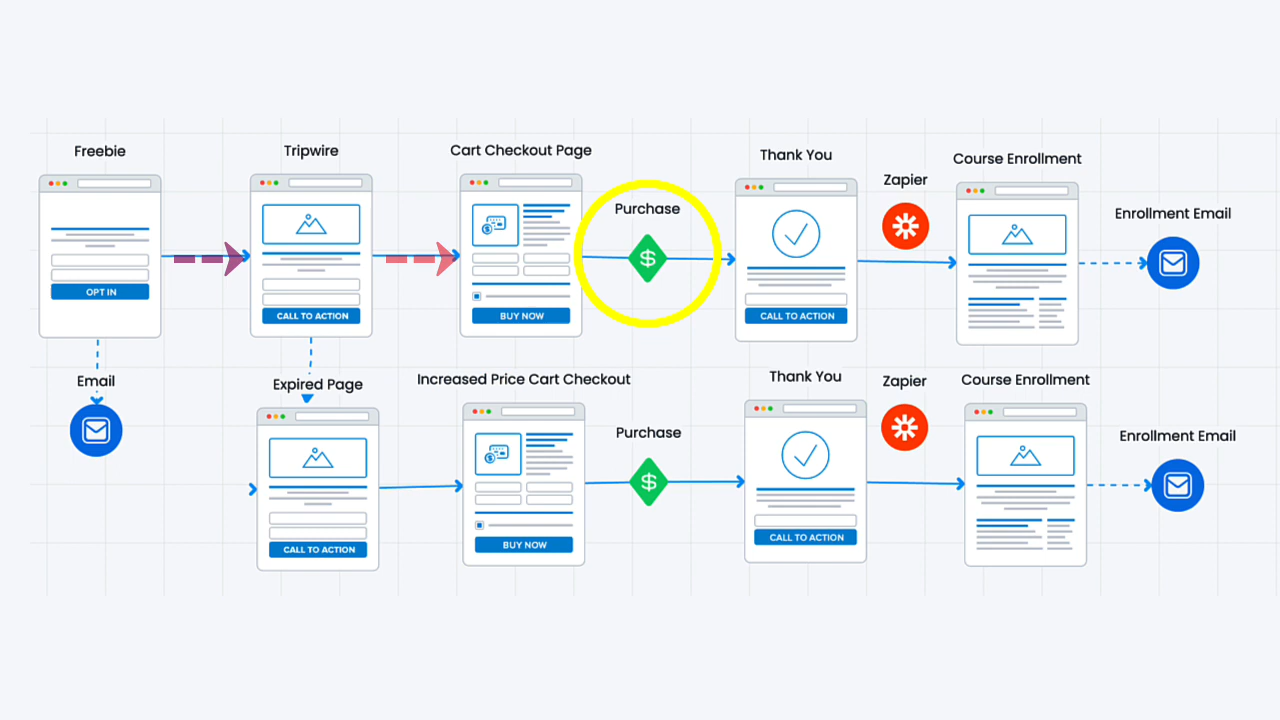 Freebie
Tripwire
Cart Checkout Page
Purchase
Thank You
Zapier
Course Enrollment
Enrollment Email
OPT IN
CALL TO ACTION
BUY NOW
CALL TO ACTION
Email
Expired Page
Increased Price Cart Checkout
Purchase
Thank You
Zapier
Course Enrollment
Enrollment Email
CALL TO ACTION
BUY NOW
CALL TO ACTION